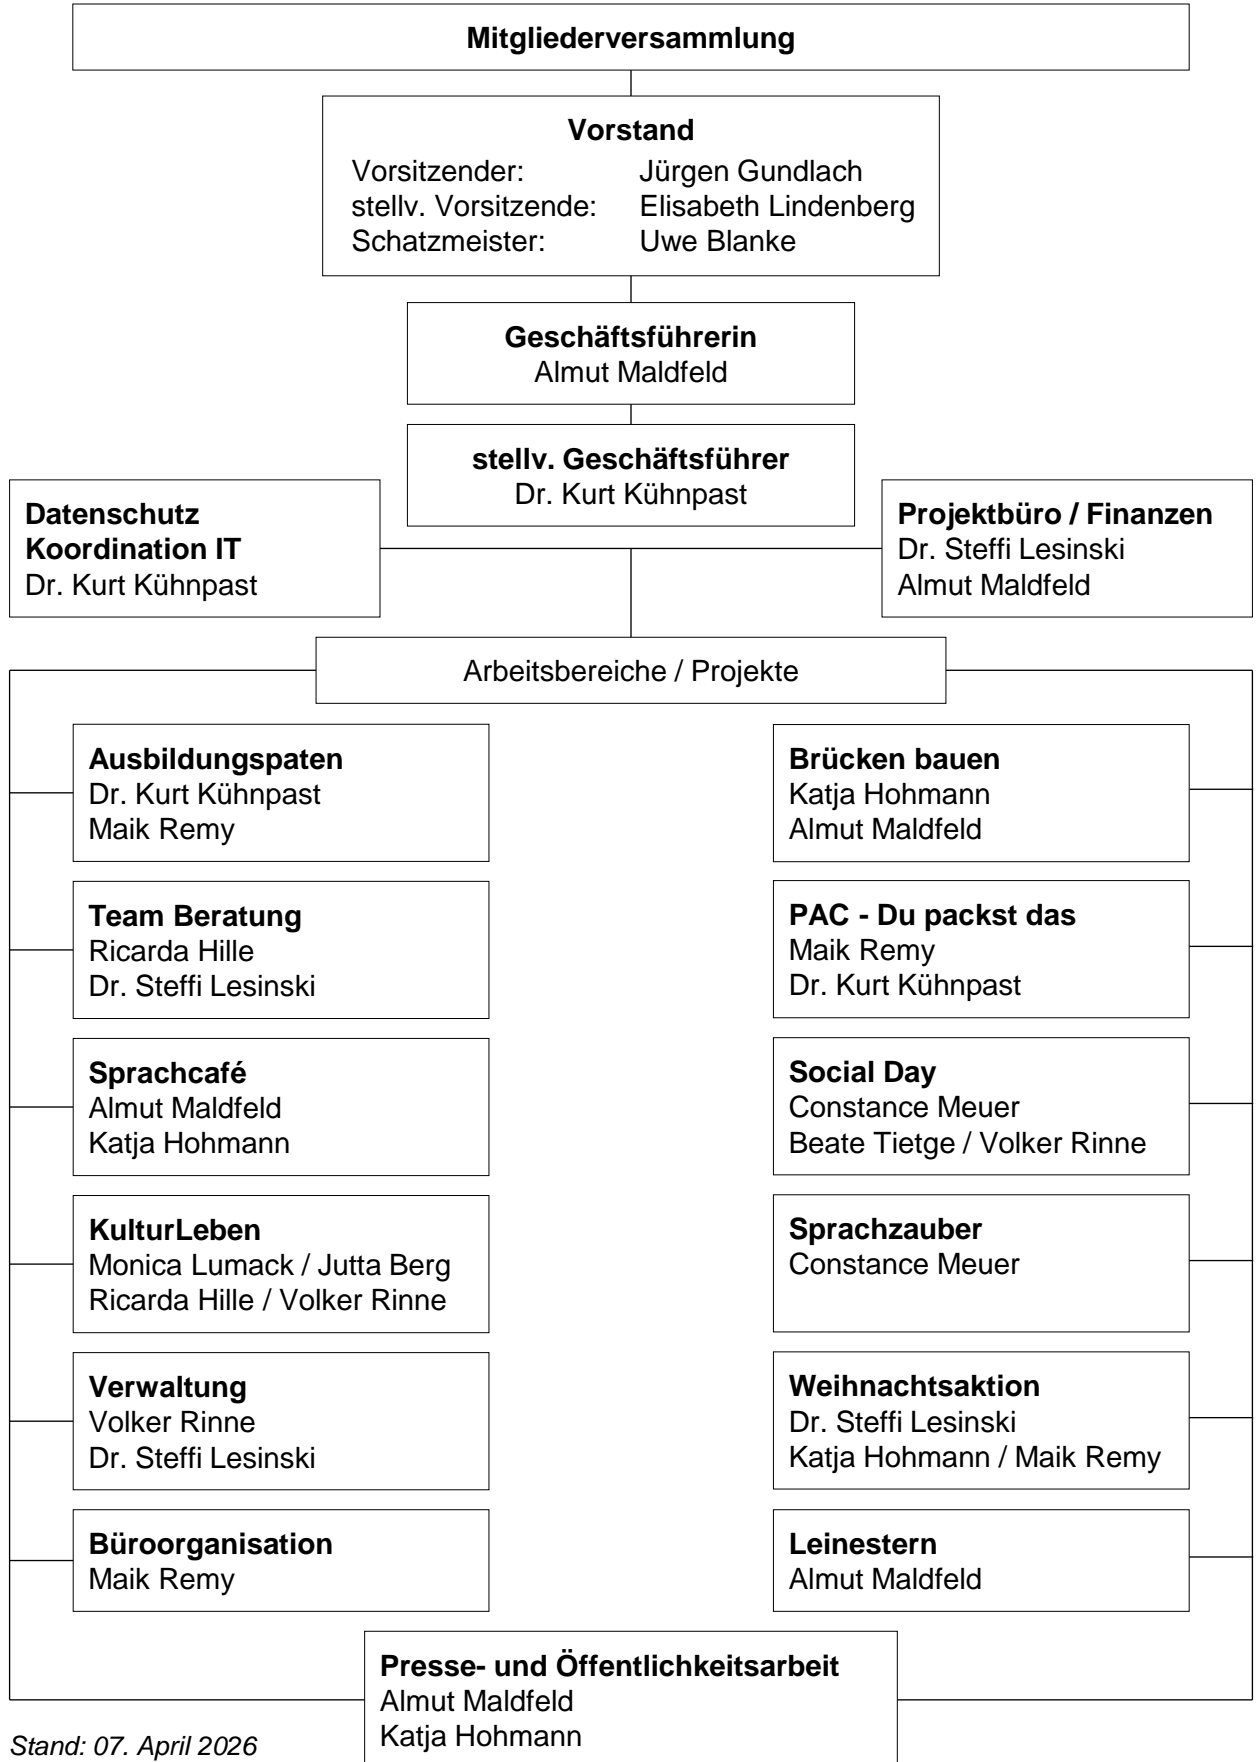 Mitgliederversammlung
Vorstand
Vorsitzender: Jürgen Gundlach
stellv. Vorsitzende: Elisabeth Lindenberg
Schatzmeister: Uwe Blanke
Geschäftsführerin
Almut Maldfeld
stellv. Geschäftsführer
Dr. Kurt Kühnpast
Datenschutz
Koordination IT
Dr. Kurt Kühnpast
Projektbüro / Finanzen
Dr. Steffi Lesinski
Almut Maldfeld
Arbeitsbereiche / Projekte
Ausbildungspaten
Dr. Kurt Kühnpast
Maik Remy
Brücken bauen
Katja Hohmann
Almut Maldfeld
Team Beratung
Ricarda Hille
Dr. Steffi Lesinski
PAC - Du packst das
Maik Remy
Dr. Kurt Kühnpast
Sprachcafé
Almut Maldfeld
Katja Hohmann
Social Day
Constance Meuer
Beate Tietge / Volker Rinne
KulturLeben
Monica Lumack / Jutta Berg
Ricarda Hille / Volker Rinne
Sprachzauber
Constance Meuer
Verwaltung
Volker Rinne
Dr. Steffi Lesinski
Weihnachtsaktion
Dr. Steffi Lesinski
Katja Hohmann / Maik Remy
Büroorganisation
Maik Remy
Leinestern
Almut Maldfeld
Presse- und Öffentlichkeitsarbeit
Almut Maldfeld
Katja Hohmann
Stand: 07. April 2026